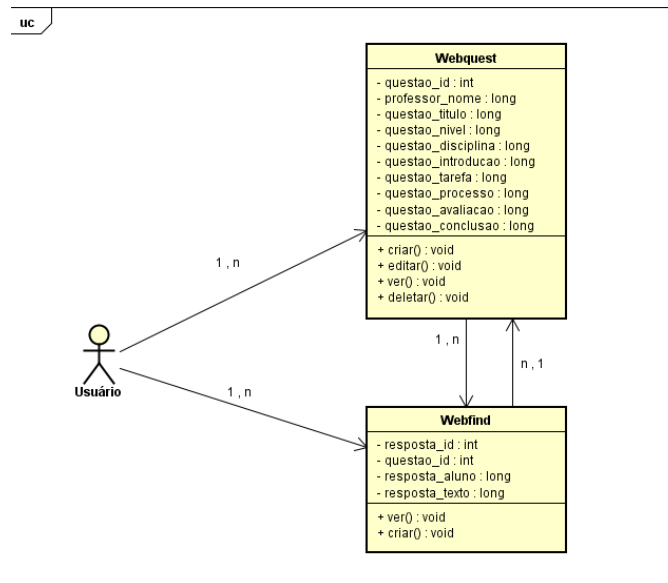 uc
Webquest
- questao_id : int
- professor_nome : long
- questao_titulo : long
- questao_nivel : long
- questao_disciplina : long
- questao_introducao : long
- questao_tarefa : long
- questao_processo : long
- questao_avaliacao : long
- questao_conclusao : long
+ criar() : void
+ editar() : void
+ ver() : void
+ deletar() : void
1 , n
1 , n
n , 1
Usuário
1 , n
Webfind
- resposta_id : int
- questao_id : int
- resposta_aluno : long
- resposta_texto : long
+ ver() : void
+ criar() : void